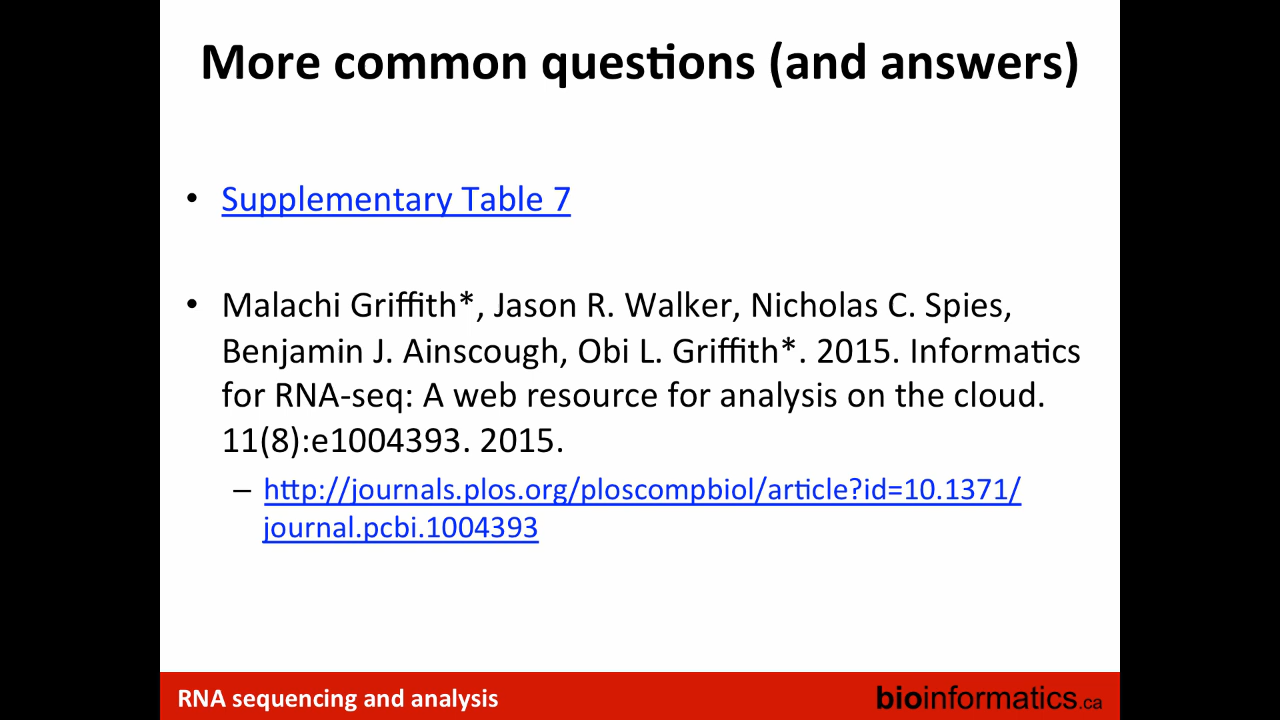 More common questions (and answers)
• Supplementary Table 7
• Malachi Griffith*, Jason R. Walker, Nicholas C. Spies,
Benjamin J. Ainscough, Obi L. Griffith*. 2015. Informatics
for RNA-seq: A web resource for analysis on the cloud.
11(8):e1004393. 2015.
– http://journals.plos.org/ploscompbiol/article?id=10.1371/
journal.pcbi.1004393
RNA sequencing and analysis
bioinformatics.ca